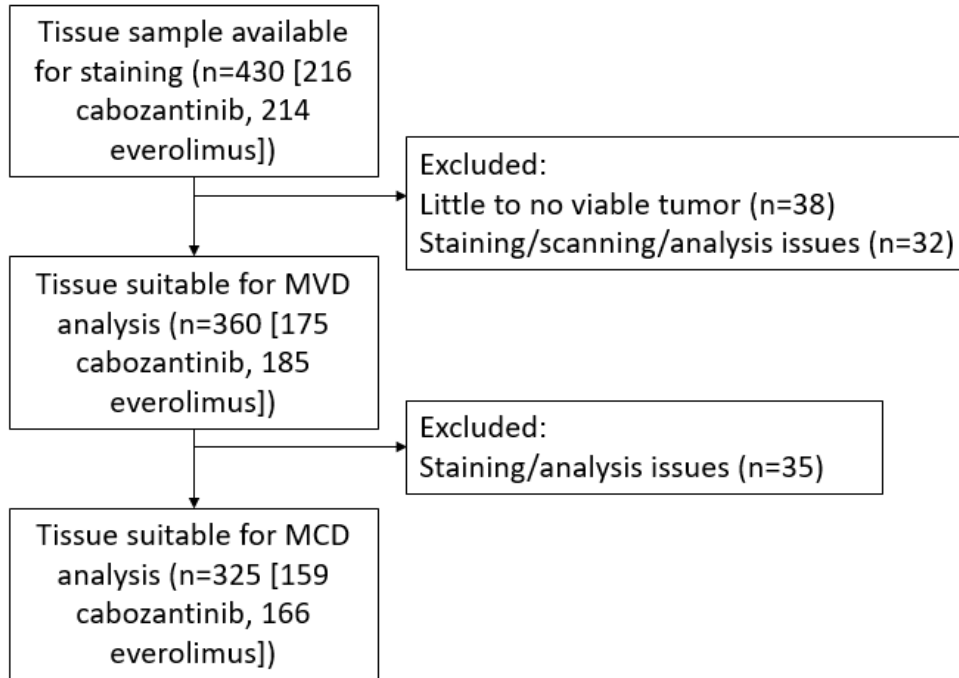 Tissue sample available
for staining (n=430 [216
cabozantinib, 214
everolimus])
Excluded:
Little to no viable tumor (n=38)
Staining/scanning/analysis issues (n=32)
Tissue suitable for MVD
analysis (n=360 [175
cabozantinib, 185
everolimus])
Excluded:
Staining/analysis issues (n=35)
Tissue suitable for MCD
analysis (n=325 [159
cabozantinib, 166
everolimus])